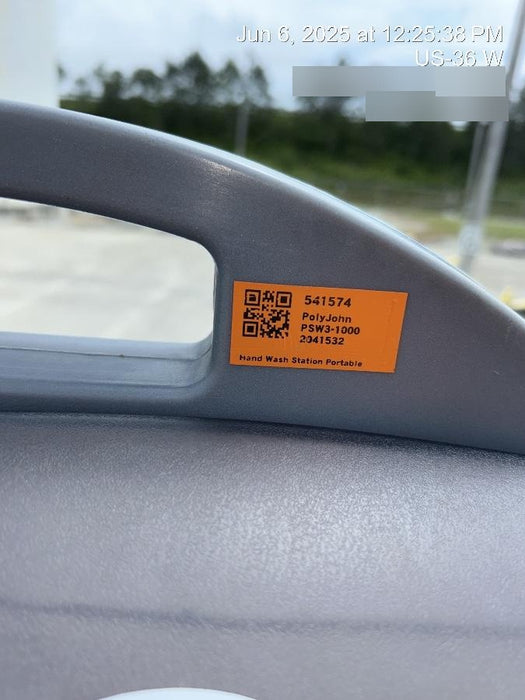 Jun 6, 2025 at 12:25:38 PM
US-36 W
541574
PolyJohn
PSW3-1000
2041532
Hand Wash Station Portable